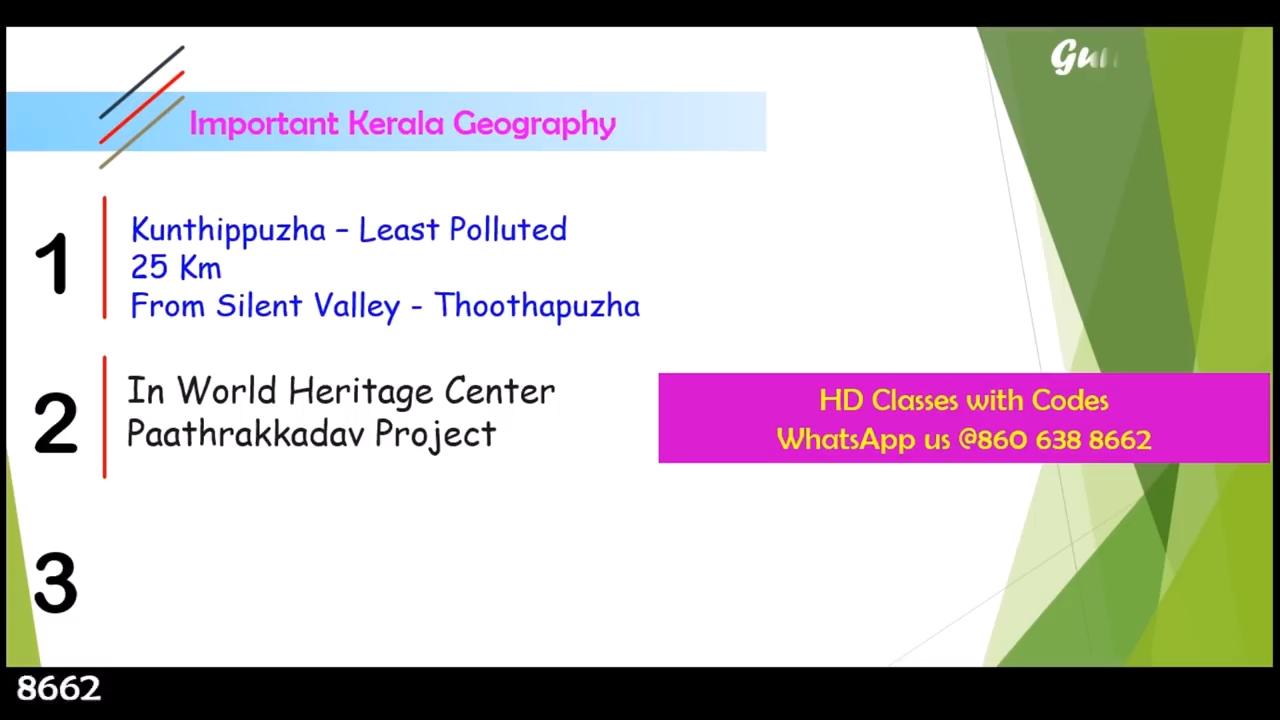 Important Kerala Geography
1
Kunthippuzha – Least Polluted
25 Km
From Silent Valley - Thoothapuzha
2
In World Heritage Center
Paathrakkadav Project
HD Classes with Codes
WhatsApp us @860 638 8662
3
8662